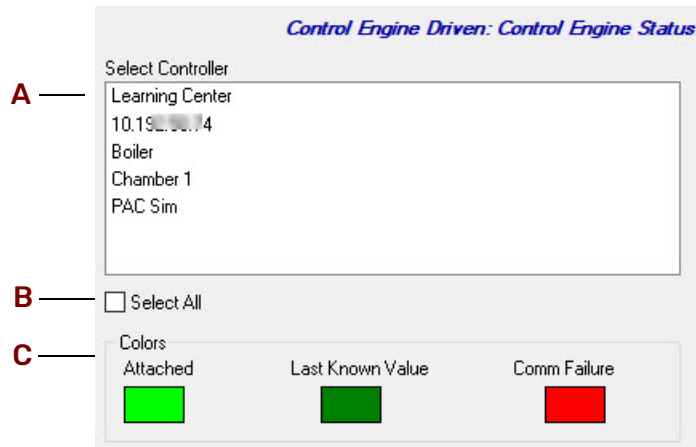 Control Engine Driven: Control Engine Status
Select Controller
A
Learning Center
Boiler
Chamber 1
PAC Sim
B
Select All
C
Colors
Attached Last Known Value Comm Failure